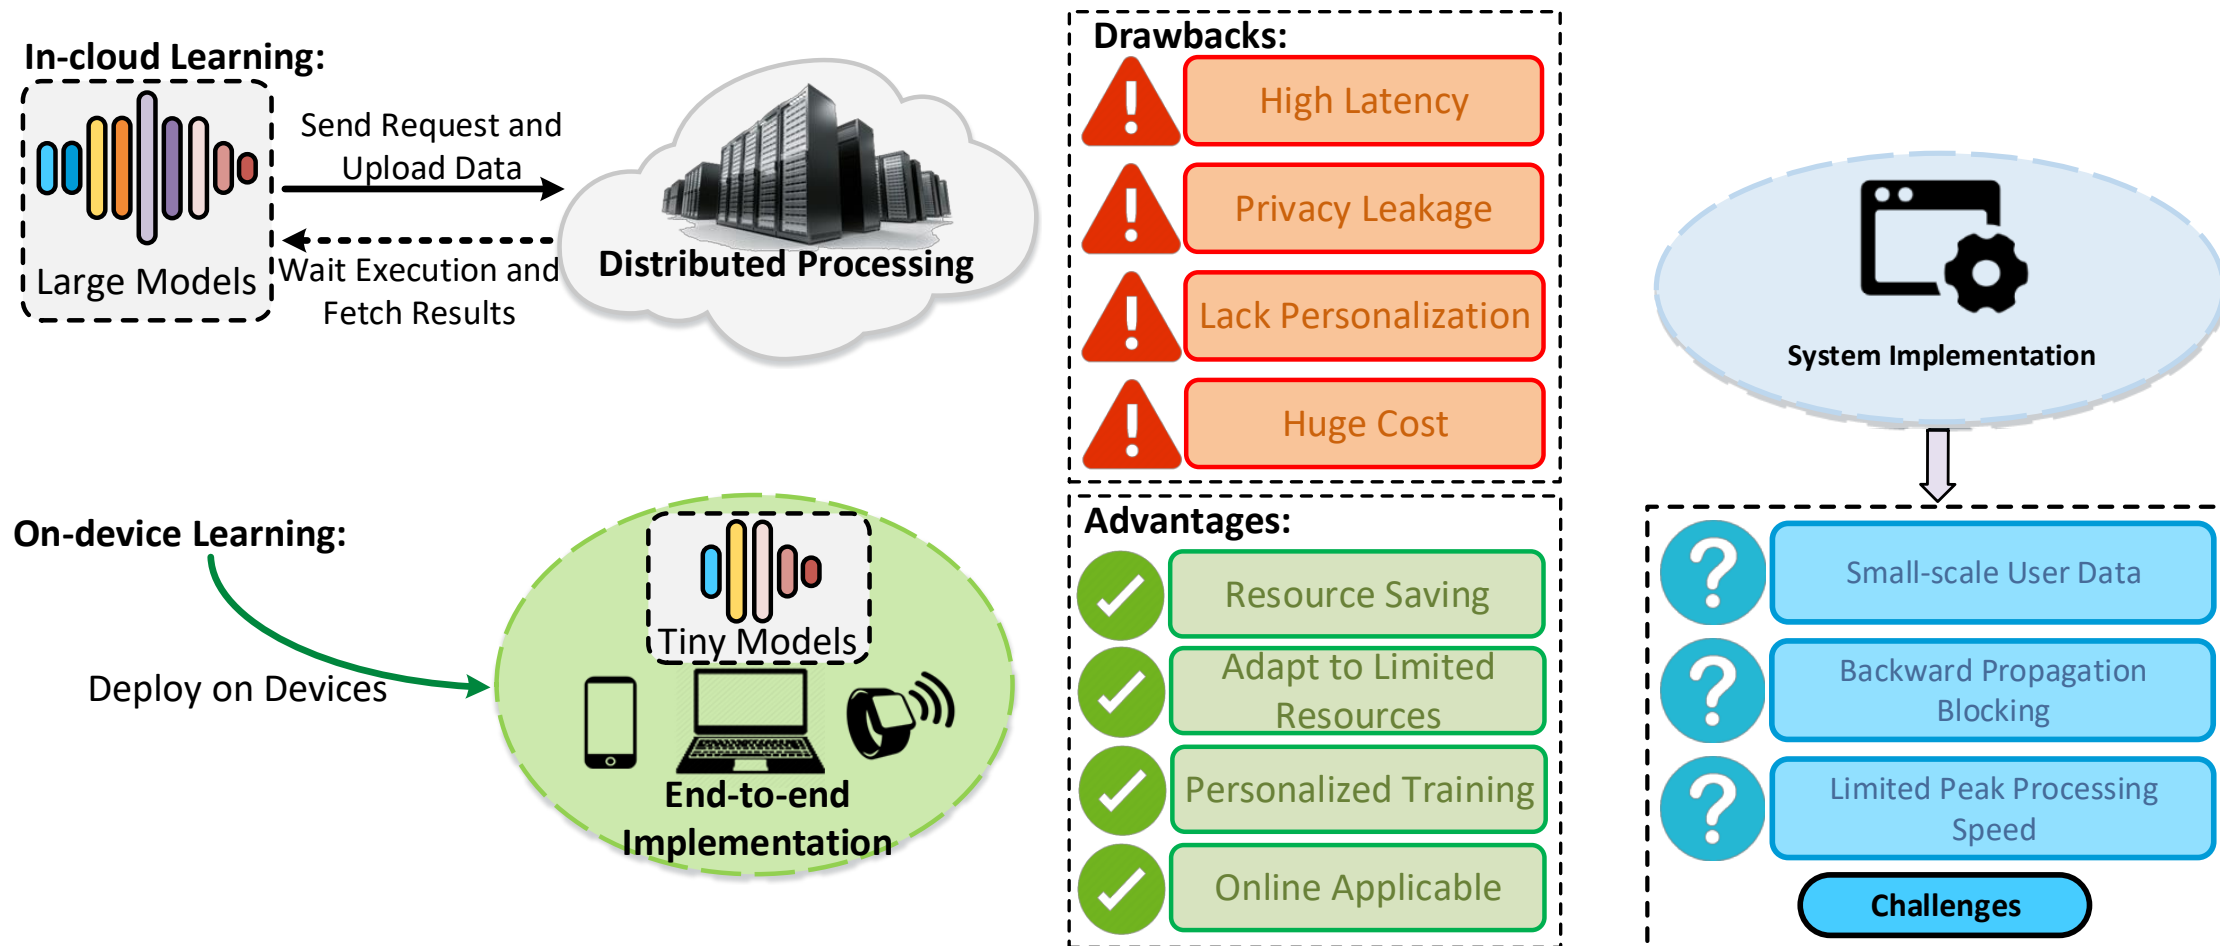 In-cloud Learning:
Send Request and
Upload Data
Large Models
Wait Execution and
Fetch Results
Distributed Processing
On-device Learning:
Deploy on Devices
Tiny Models
End-to-end
Implementation
Drawbacks:
High Latency
Privacy Leakage
Lack Personalization
Huge Cost
Advantages:
Resource Saving
Adapt to Limited
Resources
Personalized Training
Online Applicable
System Implementation
Small-scale User Data
Backward Propagation
Blocking
Limited Peak Processing
Speed
Challenges